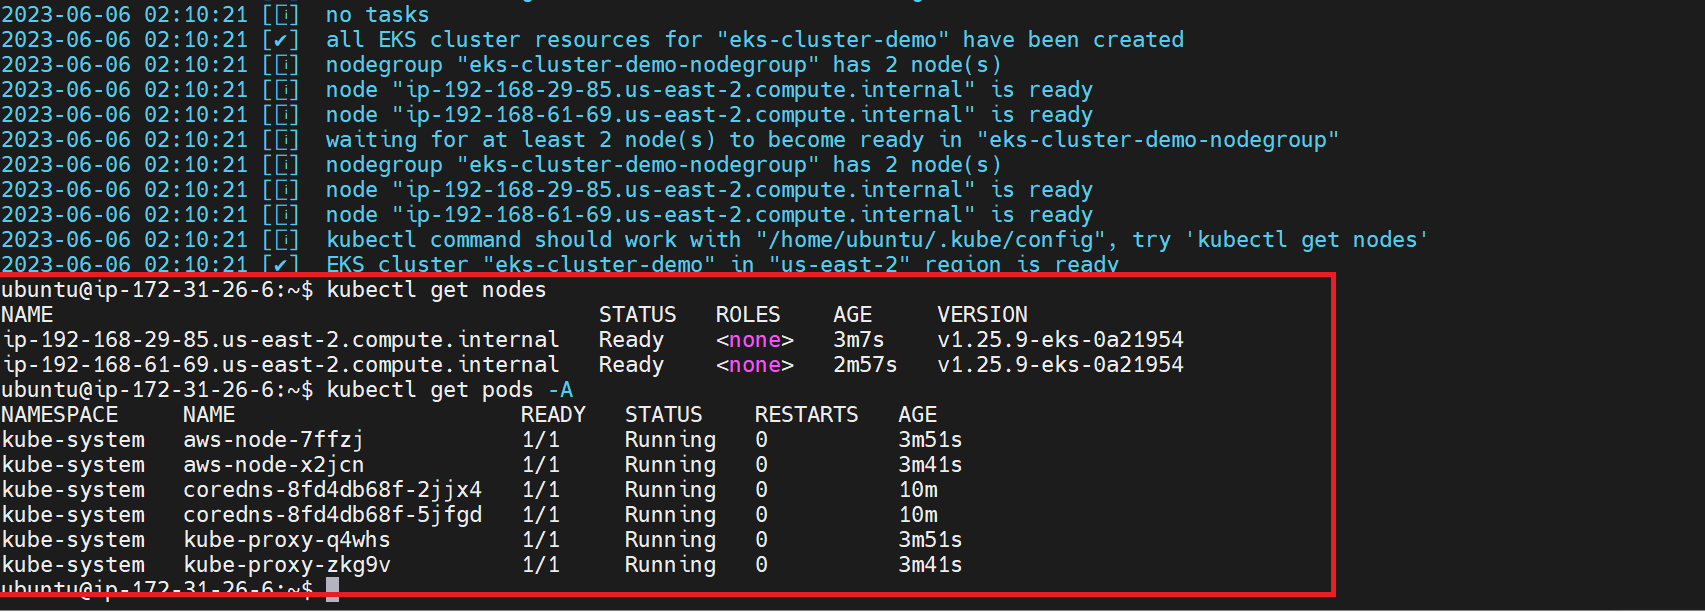 2023-06-06 02:10:21 [ℹ]  no tasks
2023-06-06 02:10:21 [✔]  all EKS cluster resources for "eks-cluster-demo" have been created
2023-06-06 02:10:21 [ℹ]  nodegroup "eks-cluster-demo-nodegroup" has 2 node(s)
2023-06-06 02:10:21 [ℹ]  node "ip-192-168-29-85.us-east-2.compute.internal" is ready
2023-06-06 02:10:21 [ℹ]  node "ip-192-168-61-69.us-east-2.compute.internal" is ready
2023-06-06 02:10:21 [ℹ]  waiting for at least 2 node(s) to become ready in "eks-cluster-demo-nodegroup"
2023-06-06 02:10:21 [ℹ]  nodegroup "eks-cluster-demo-nodegroup" has 2 node(s)
2023-06-06 02:10:21 [ℹ]  node "ip-192-168-29-85.us-east-2.compute.internal" is ready
2023-06-06 02:10:21 [ℹ]  node "ip-192-168-61-69.us-east-2.compute.internal" is ready
2023-06-06 02:10:21 [ℹ]  kubectl command should work with "/home/ubuntu/.kube/config", try 'kubectl get nodes'
2023-06-06 02:10:21 [✔]  EKS cluster "eks-cluster-demo" in "us-east-2" region is ready
ubuntu@ip-172-31-26-6:~$ kubectl get nodes
NAME                                          STATUS   ROLES    AGE     VERSION
ip-192-168-29-85.us-east-2.compute.internal   Ready    <none>   3m7s    v1.25.9-eks-0a21954
ip-192-168-61-69.us-east-2.compute.internal   Ready    <none>   2m57s   v1.25.9-eks-0a21954
ubuntu@ip-172-31-26-6:~$ kubectl get pods -A
NAMESPACE     NAME                      READY   STATUS    RESTARTS   AGE
kube-system   aws-node-7ffzj            1/1     Running   0          3m51s
kube-system   aws-node-x2jcn            1/1     Running   0          3m41s
kube-system   coredns-8fd4db68f-2jjx4   1/1     Running   0          10m
kube-system   coredns-8fd4db68f-5jfgd   1/1     Running   0          10m
kube-system   kube-proxy-q4whs          1/1     Running   0          3m51s
kube-system   kube-proxy-zkg9v          1/1     Running   0          3m41s
ubuntu@ip-172-31-26-6:~$